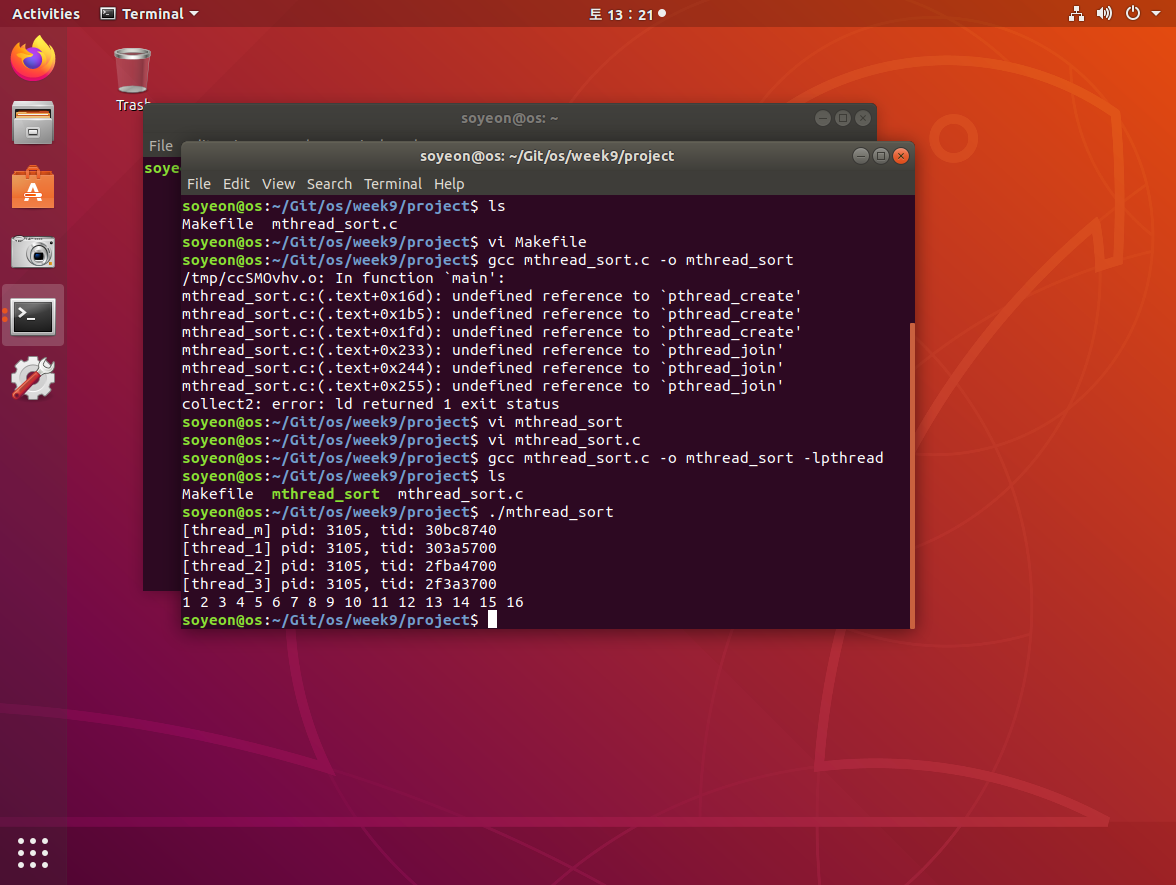 Activities Terminal 토 13 : 21
Trash
soyeon@os: ~
File
soye
soyeon@os: ~/Git/os/week9/project
File Edit View Search Terminal Help
soyeon@os:~/Git/os/week9/project$ ls
Makefile  mthread_sort.c
soyeon@os:~/Git/os/week9/project$ vi Makefile
soyeon@os:~/Git/os/week9/project$ gcc mthread_sort.c -o mthread_sort
/tmp/ccSMOvhv.o: In function `main':
mthread_sort.c:(.text+0x16d): undefined reference to `pthread_create'
mthread_sort.c:(.text+0x1b5): undefined reference to `pthread_create'
mthread_sort.c:(.text+0x1fd): undefined reference to `pthread_create'
mthread_sort.c:(.text+0x233): undefined reference to `pthread_join'
mthread_sort.c:(.text+0x244): undefined reference to `pthread_join'
mthread_sort.c:(.text+0x255): undefined reference to `pthread_join'
collect2: error: ld returned 1 exit status
soyeon@os:~/Git/os/week9/project$ vi mthread_sort
soyeon@os:~/Git/os/week9/project$ vi mthread_sort.c
soyeon@os:~/Git/os/week9/project$ gcc mthread_sort.c -o mthread_sort -lpthread
soyeon@os:~/Git/os/week9/project$ ls
Makefile  mthread_sort  mthread_sort.c
soyeon@os:~/Git/os/week9/project$ ./mthread_sort
[thread_m] pid: 3105, tid: 30bc8740
[thread_1] pid: 3105, tid: 303a5700
[thread_2] pid: 3105, tid: 2fba4700
[thread_3] pid: 3105, tid: 2f3a3700
1 2 3 4 5 6 7 8 9 10 11 12 13 14 15 16
soyeon@os:~/Git/os/week9/project$